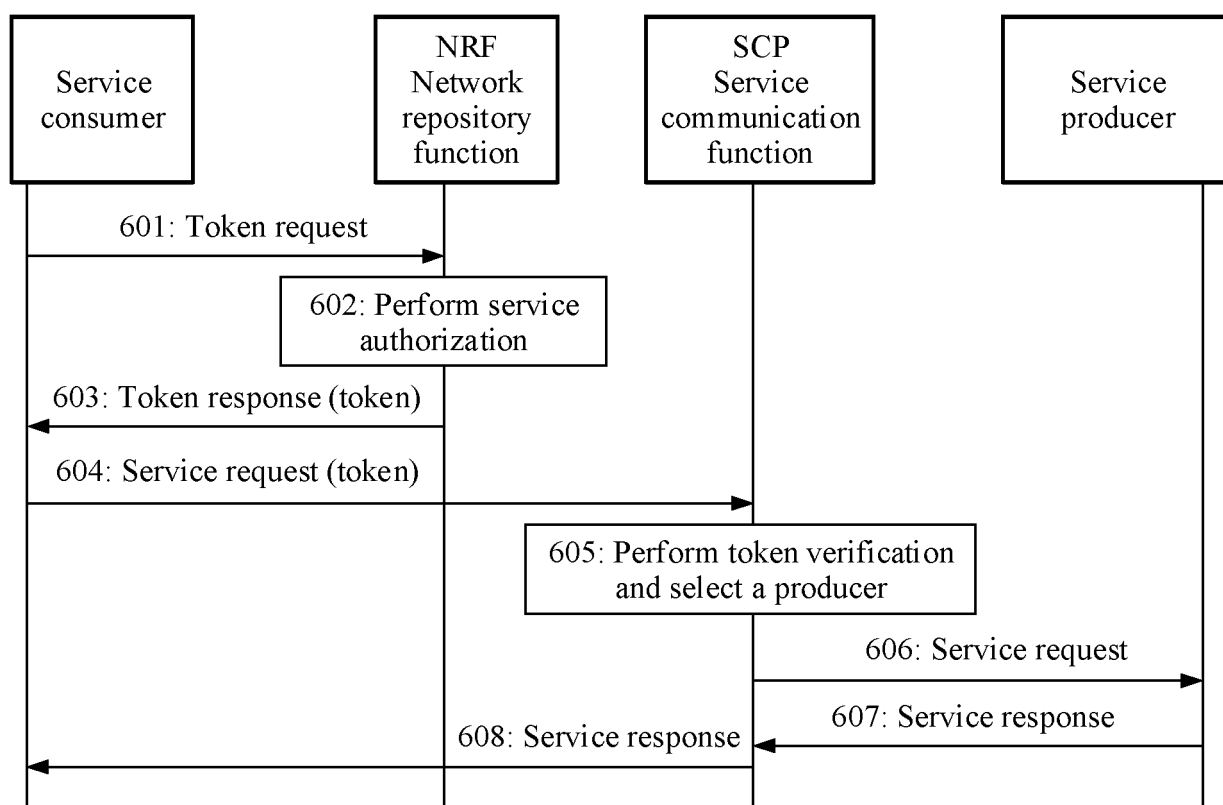 Service
consumer
NRF
Network
repository
function
SCP
Service
communication
function
Service
producer
601: Token request
602: Perform service
authorization
603: Token response (token)
604: Service request (token)
605: Perform token verification
and select a producer
606: Service request
607: Service response
608: Service response